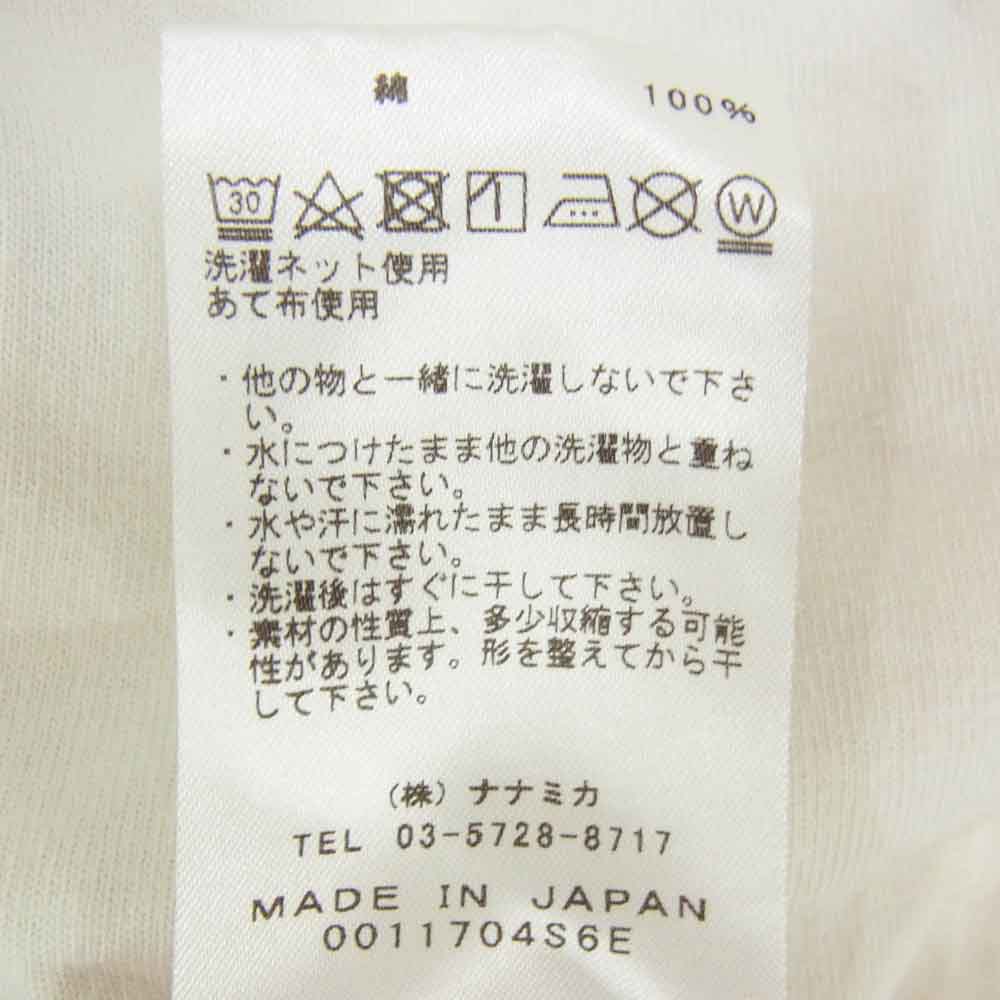 綿 100%
30 W
洗濯ネット使用
あて布使用
・他の物と一緒に洗濯しないで下さ
い。
・水につけたまま他の洗濯物と重ね
ないで下さい。
・水や汗に濡れたまま長時間放置し
ないで下さい。
・洗濯後はすぐに干して下さい。
・素材の性質上、多少収縮する可能
性があります。形を整えてから干
して下さい。
(株) ナナミカ
TEL 03-5728-8717
MADE IN JAPAN
0011704S6E